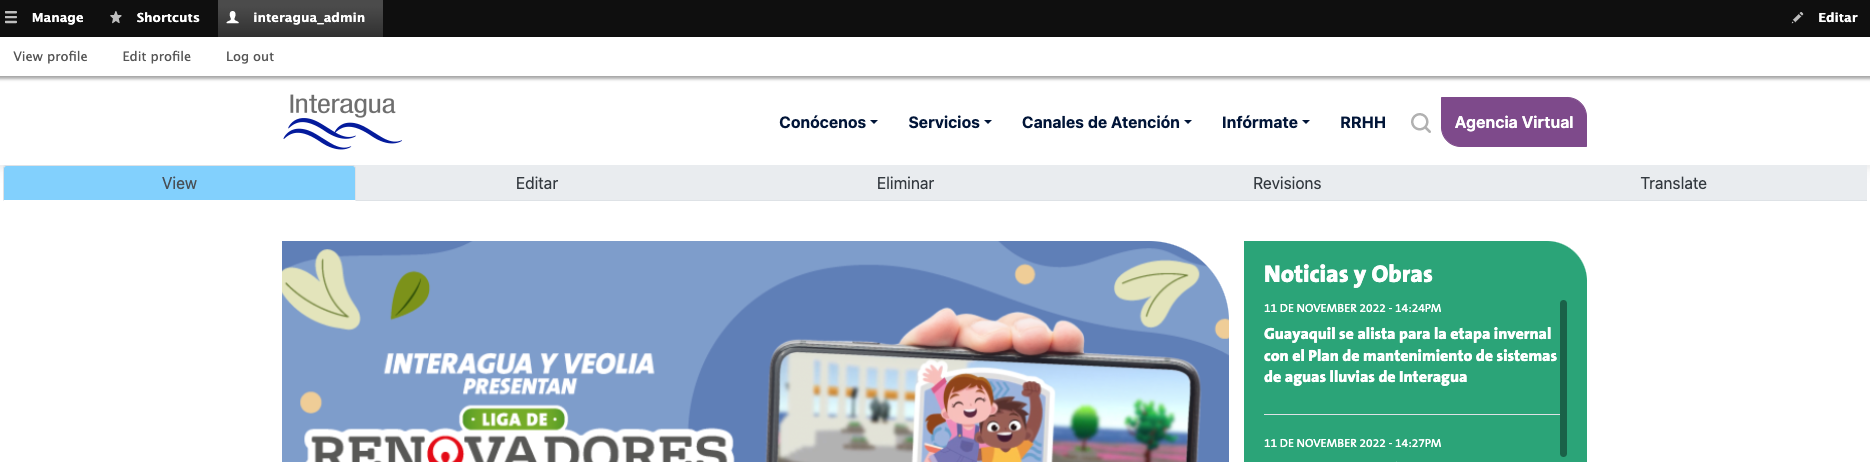 Manage
Shortcuts
interagua_admin
Editar
View profile
Edit profile
Log out
Interagua
Conócenos
Servicios
Canales de Atención
Infórmate
RRHH
Agencia Virtual
View
Editar
Eliminar
Revisions
Translate
INTERAGUA Y VEOLIA
PRESENTAN
· LIGA DE ·
RENOVADORES
Noticias y Obras
11 DE NOVEMBER 2022 - 14:24PM
Guayaquil se alista para la etapa invernal
con el Plan de mantenimiento de sistemas
de aguas lluvias de Interagua
11 DE NOVEMBER 2022 - 14:27PM